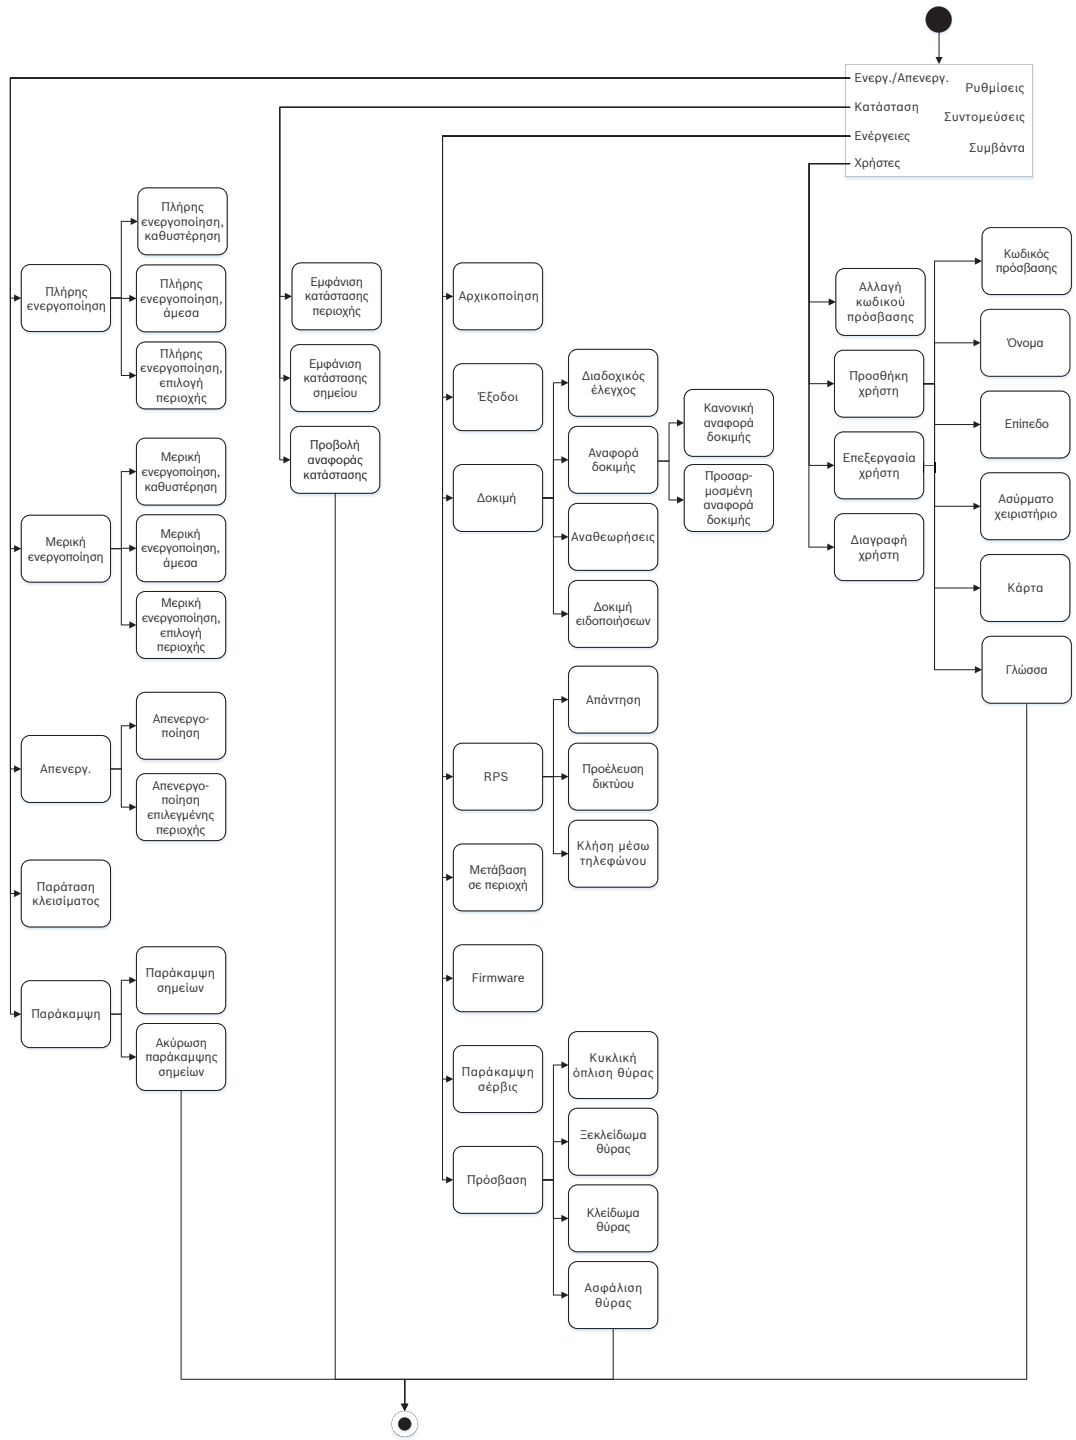 Ενεργ./Απενεργ.
Κατάσταση
Ενέργειες
Χρήστες
Ρυθμίσεις
Συντομεύσεις
Συμβάντα
Πλήρης
ενεργοποίηση
Πλήρης
ενεργοποίηση,
καθυστέρηση
Πλήρης
ενεργοποίηση,
άμεσα
Πλήρης
ενεργοποίηση,
επιλογή
περιοχής
Μερική
ενεργοποίηση
Μερική
ενεργοποίηση,
καθυστέρηση
Μερική
ενεργοποίηση,
άμεσα
Μερική
ενεργοποίηση,
επιλογή
περιοχής
Απενεργ.
Απενεργο-
ποίηση
Απενεργο-
ποίηση
επιλεγμένης
περιοχής
Παράταση
κλεισίματος
Παράκαμψη
Παράκαμψη
σημείων
Ακύρωση
παράκαμψης
σημείων
Εμφάνιση
κατάστασης
περιοχής
Εμφάνιση
κατάστασης
σημείου
Προβολή
αναφοράς
κατάστασης
Αρχικοποίηση
Έξοδοι
Δοκιμή
Διαδοχικός
έλεγχος
Αναφορά
δοκιμής
Κανονική
αναφορά
δοκιμής
Προσαρ-
μοσμένη
αναφορά
δοκιμής
Αναθεωρήσεις
Δοκιμή
ειδοποιήσεων
RPS
Απάντηση
Προέλευση
δικτύου
Κλήση μέσω
τηλεφώνου
Μετάβαση
σε περιοχή
Firmware
Παράκαμψη
σέρβις
Πρόσβαση
Κυκλική
όπλιση θύρας
Ξεκλείδωμα
θύρας
Κλείδωμα
θύρας
Ασφάλιση
θύρας
Αλλαγή
κωδικού
πρόσβασης
Προσθήκη
χρήστη
Επεξεργασία
χρήστη
Διαγραφή
χρήστη
Κωδικός
πρόσβασης
Όνομα
Επίπεδο
Ασύρματο
χειριστήριο
Κάρτα
Γλώσσα